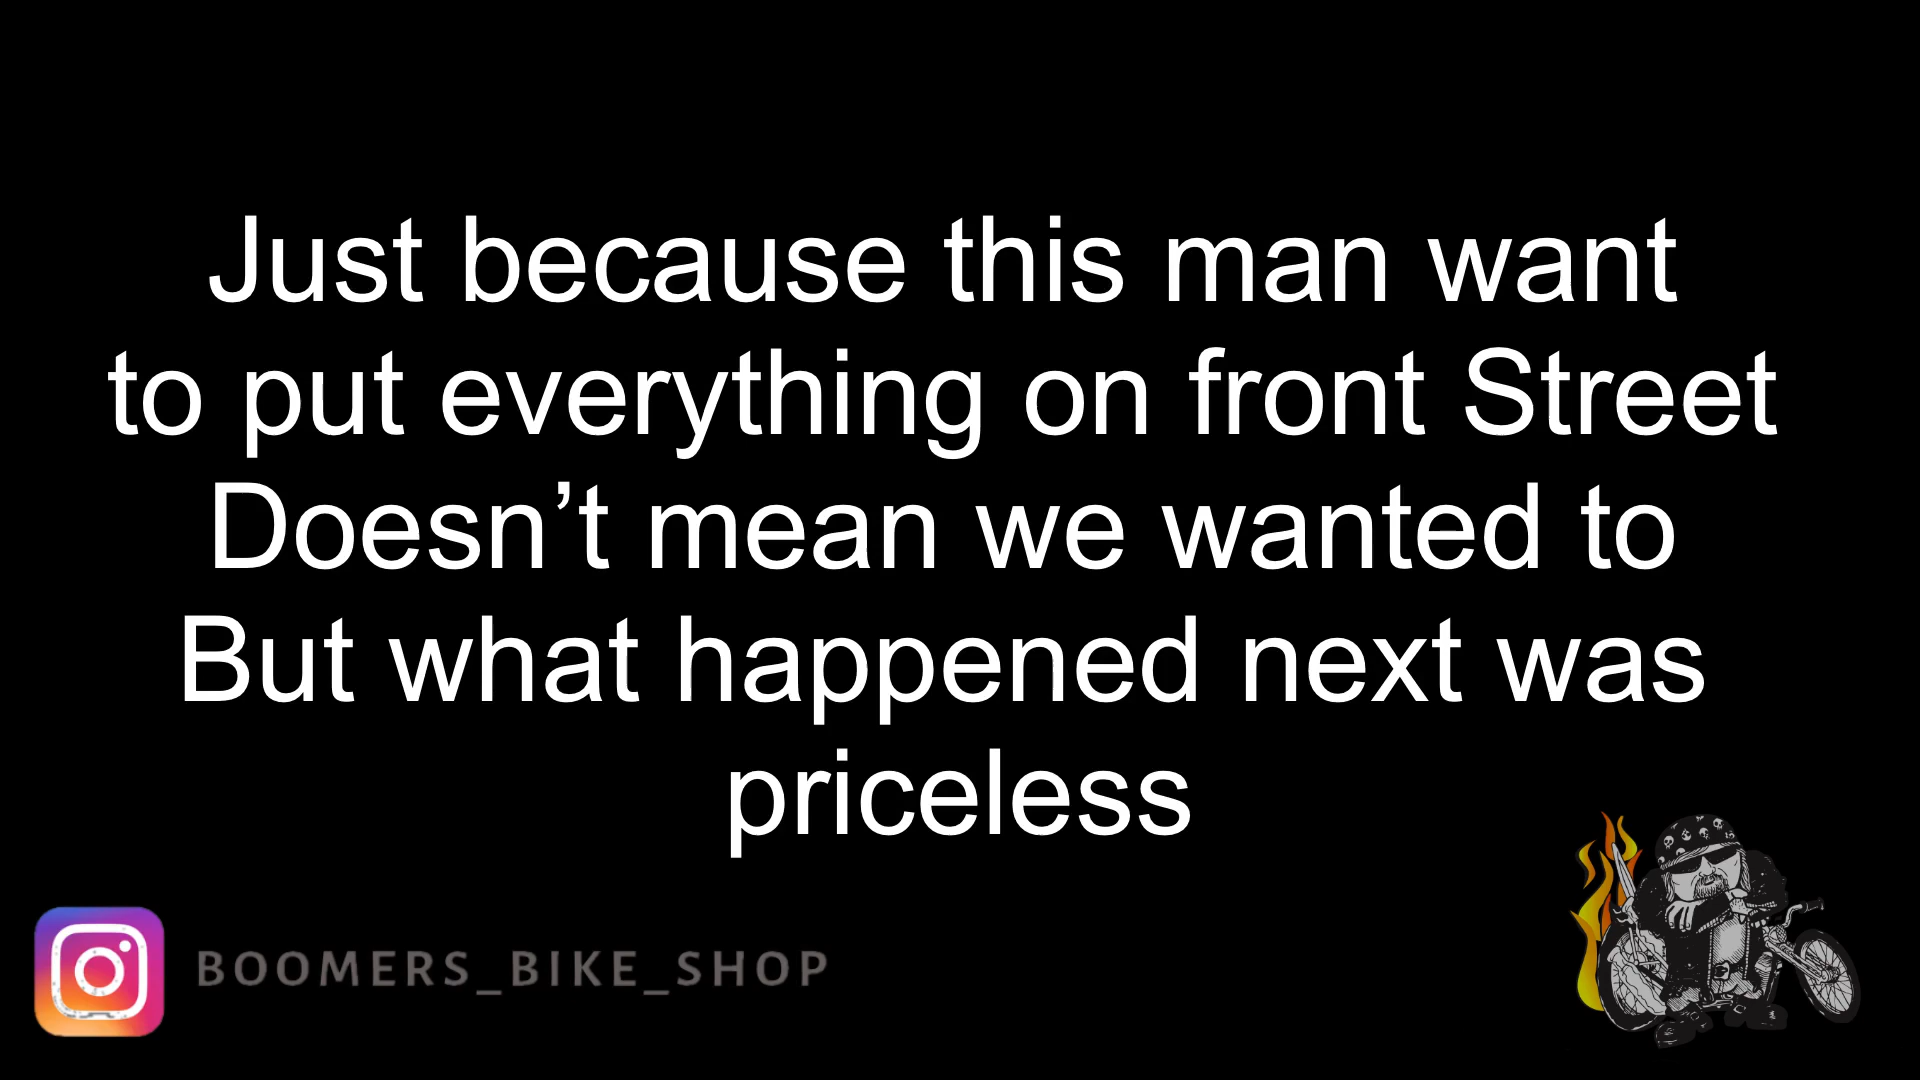 Just because this man want
to put everything on front Street
Doesn’t mean we wanted to
But what happened next was
priceless
BOOMERS_BIKE_SHOP